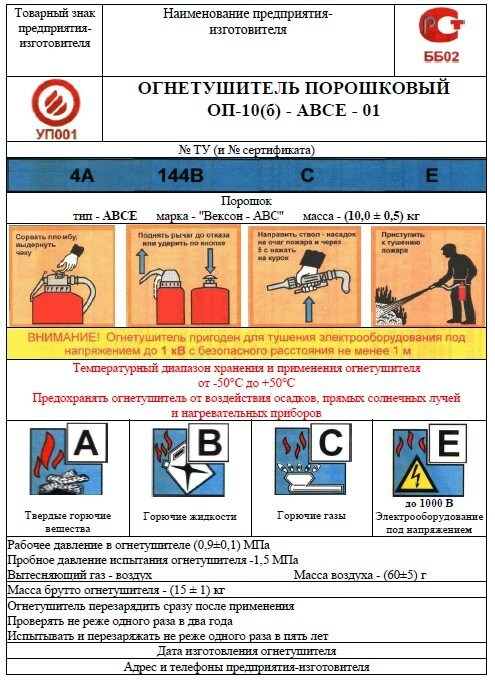 Товарный знак
предприятия-
изготовителя
Наименование предприятия-
изготовителя
РСТ
ББ02
УП001
ОГНЕТУШИТЕЛЬ ПОРОШКОВЫЙ
ОП-10(б) - АВСЕ - 01
№ ТУ (и № сертификата)
4А 144В С Е
Порошок
тип - АВСЕ марка - "Вексон - АВС" масса - (10,0 ± 0,5) кг
Сорвать пломбу,
выдернуть
чеку
Поднять рычаг до отказа
или ударить по кнопке
Направить ствол - насадок
на очаг пожара и через
5 с нажать
на курок
Приступить
к тушению
пожара
ВНИМАНИЕ! Огнетушитель пригоден для тушения электрооборудования под
напряжением до 1 кВ с безопасного расстояния не менее 1 м
Температурный диапазон хранения и применения огнетушителя
от -50°С до +50°С
Предохранять огнетушитель от воздействия осадков, прямых солнечных лучей
и нагревательных приборов
А
Твердые горючие
вещества
В
Горючие жидкости
С
Горючие газы
Е
до 1000 В
Электрооборудование
под напряжением
Рабочее давление в огнетушителе (0,9±0,1) МПа
Пробное давление испытания огнетушителя -1,5 МПа
Вытесняющий газ - воздух Масса воздуха - (60±5) г
Масса брутто огнетушителя - (15 ± 1) кг
Огнетушитель перезарядить сразу после применения
Проверять не реже одного раза в два года
Испытывать и перезаряжать не реже одного раза в пять лет
Дата изготовления огнетушителя
Адрес и телефоны предприятия-изготовителя